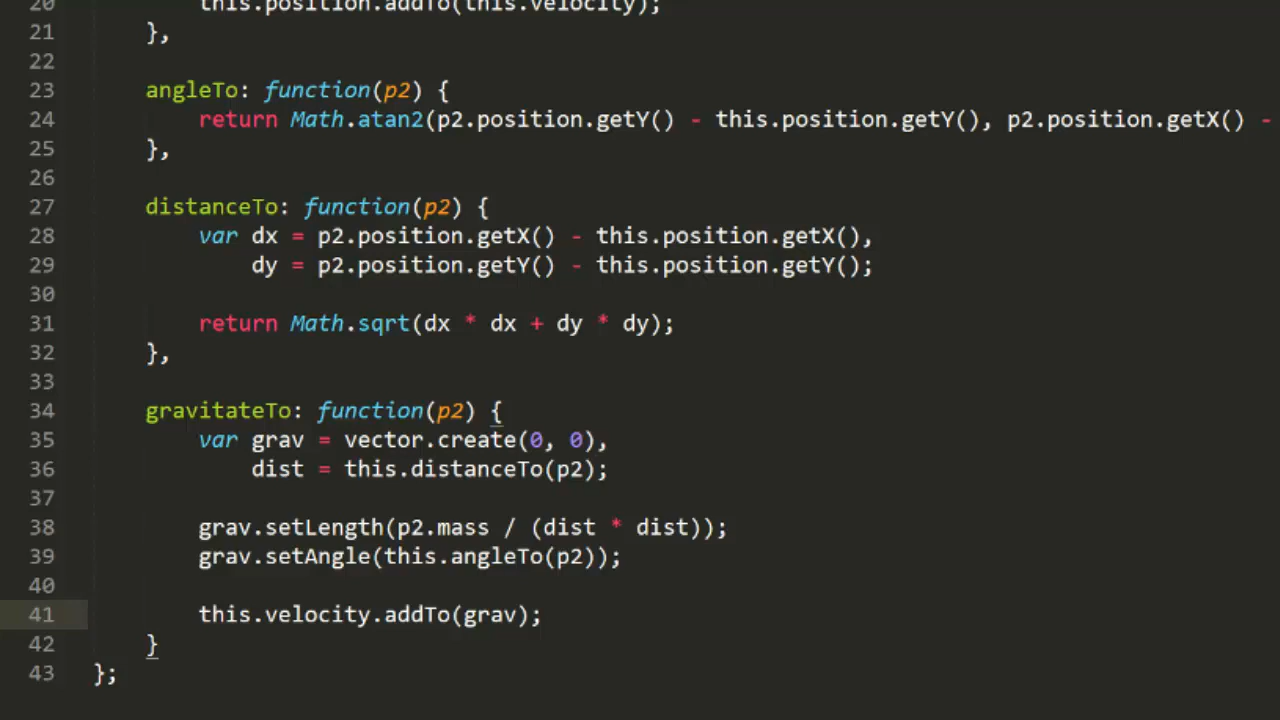 20 this.position.addTo(this.velocity);
21 },
22
23 angleTo: function(p2) {
24 return Math.atan2(p2.position.getY() - this.position.getY(), p2.position.getX() -
25 },
26
27 distanceTo: function(p2) {
28 var dx = p2.position.getX() - this.position.getX(),
29 dy = p2.position.getY() - this.position.getY();
30
31 return Math.sqrt(dx * dx + dy * dy);
32 },
33
34 gravitateTo: function(p2) {
35 var grav = vector.create(0, 0),
36 dist = this.distanceTo(p2);
37
38 grav.setLength(p2.mass / (dist * dist));
39 grav.setAngle(this.angleTo(p2));
40
41 this.velocity.addTo(grav);
42 }
43 };